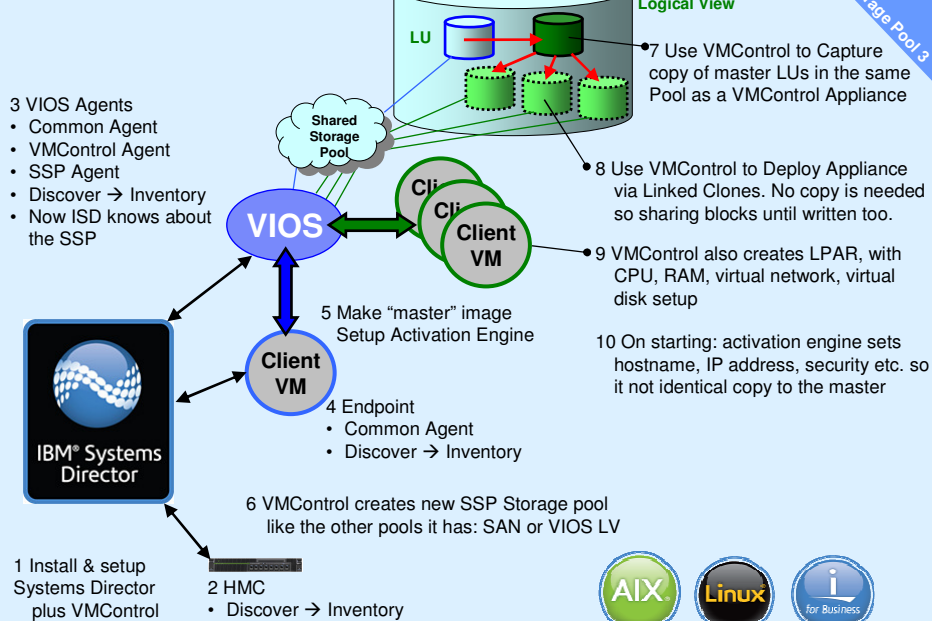 Logical View
rage Pool 3
LU
7 Use VMControl to Capture
copy of master LUs in the same
Pool as a VMControl Appliance
3 VIOS Agents
• Common Agent
• VMControl Agent
• SSP Agent
• Discover → Inventory
• Now ISD knows about
the SSP
Shared
Storage
Pool
8 Use VMControl to Deploy Appliance
via Linked Clones. No copy is needed
so sharing blocks until written too.
VIOS
Cli
Cli
Client
VM
9 VMControl also creates LPAR, with
CPU, RAM, virtual network, virtual
disk setup
5 Make “master” image
Setup Activation Engine
10 On starting: activation engine sets
hostname, IP address, security etc. so
it not identical copy to the master
Client
VM
4 Endpoint
• Common Agent
• Discover → Inventory
IBM® Systems
Director
6 VMControl creates new SSP Storage pool
like the other pools it has: SAN or VIOS LV
1 Install & setup
Systems Director
plus VMControl
2 HMC
• Discover → Inventory
AIX.
Linux
i
for Business